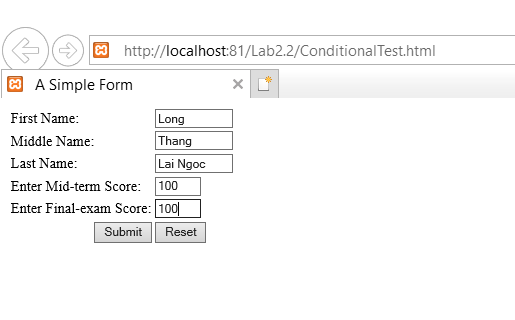 http://localhost:81/Lab2.2/ConditionalTest.html
A Simple Form
First Name: Long
Middle Name: Thang
Last Name: Lai Ngoc
Enter Mid-term Score: 100
Enter Final-exam Score: 100
Submit Reset